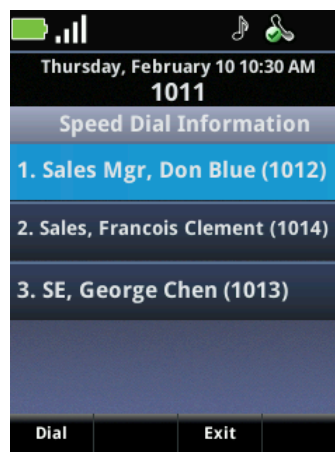 Thursday, February 10 10:30 AM
1011
Speed Dial Information
1. Sales Mgr, Don Blue (1012)
2. Sales, Francois Clement (1014)
3. SE, George Chen (1013)
Dial Exit